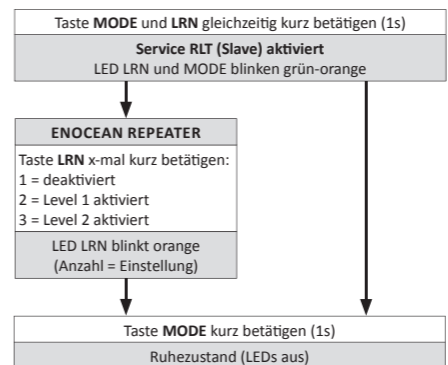 Taste MODE und LRN gleichzeitig kurz betätigen (1s)
Service RLT (Slave) aktiviert
LED LRN und MODE blinken grün-orange
ENOCEAN REPEATER
Taste LRN x-mal kurz betätigen:
1 = deaktiviert
2 = Level 1 aktiviert
3 = Level 2 aktiviert
LED LRN blinkt orange
(Anzahl = Einstellung)
Taste MODE kurz betätigen (1s)
Ruhezustand (LEDs aus)